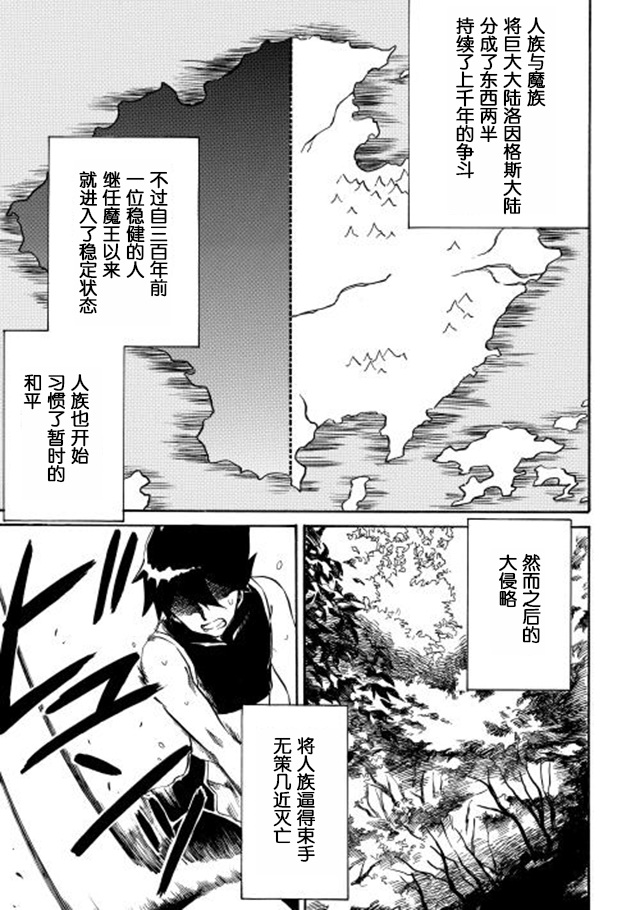 人族与魔族
将巨大大陆洛因格斯大陆
分成了东西两半
持续了上千年的争斗
不过自三百年前
一位稳健的人
继任魔王以来
就进入了稳定状态
人族也开始
习惯了暂时的
和平
然而之后的
大侵略
将人族逼得束手
无策几近灭亡